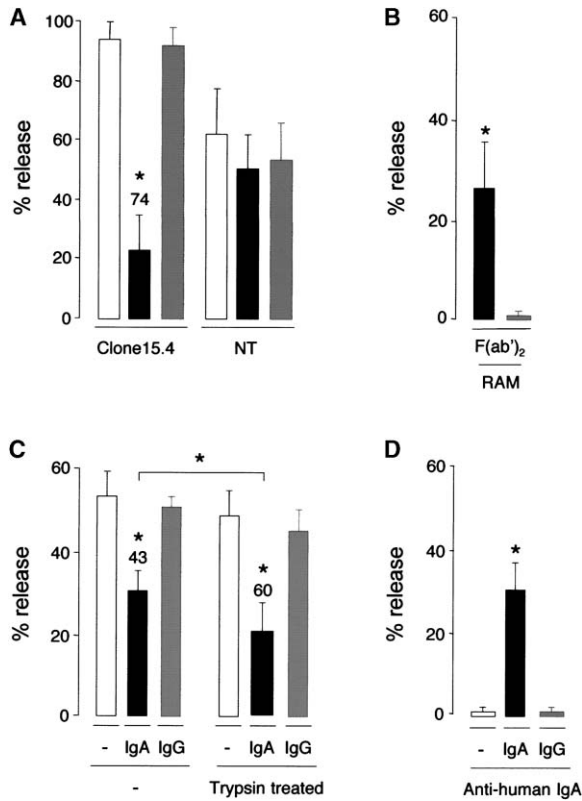 A
% release
100
80
60
40
20
0
*
74
Clone15.4
NT
B
% release
60
40
20
0
*
F(ab')₂
RAM
C
% release
60
40
20
0
*
*
43
*
60
- IgA IgG
- IgA IgG
-
Trypsin treated
D
% release
60
40
20
0
*
- IgA IgG
Anti-human IgA